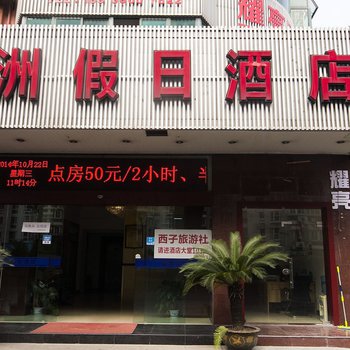 洲假日酒店
2014年10月22日
星期三
11时14分
点房50元/2小时、半
西子旅游社
请进酒店大堂
耀亮